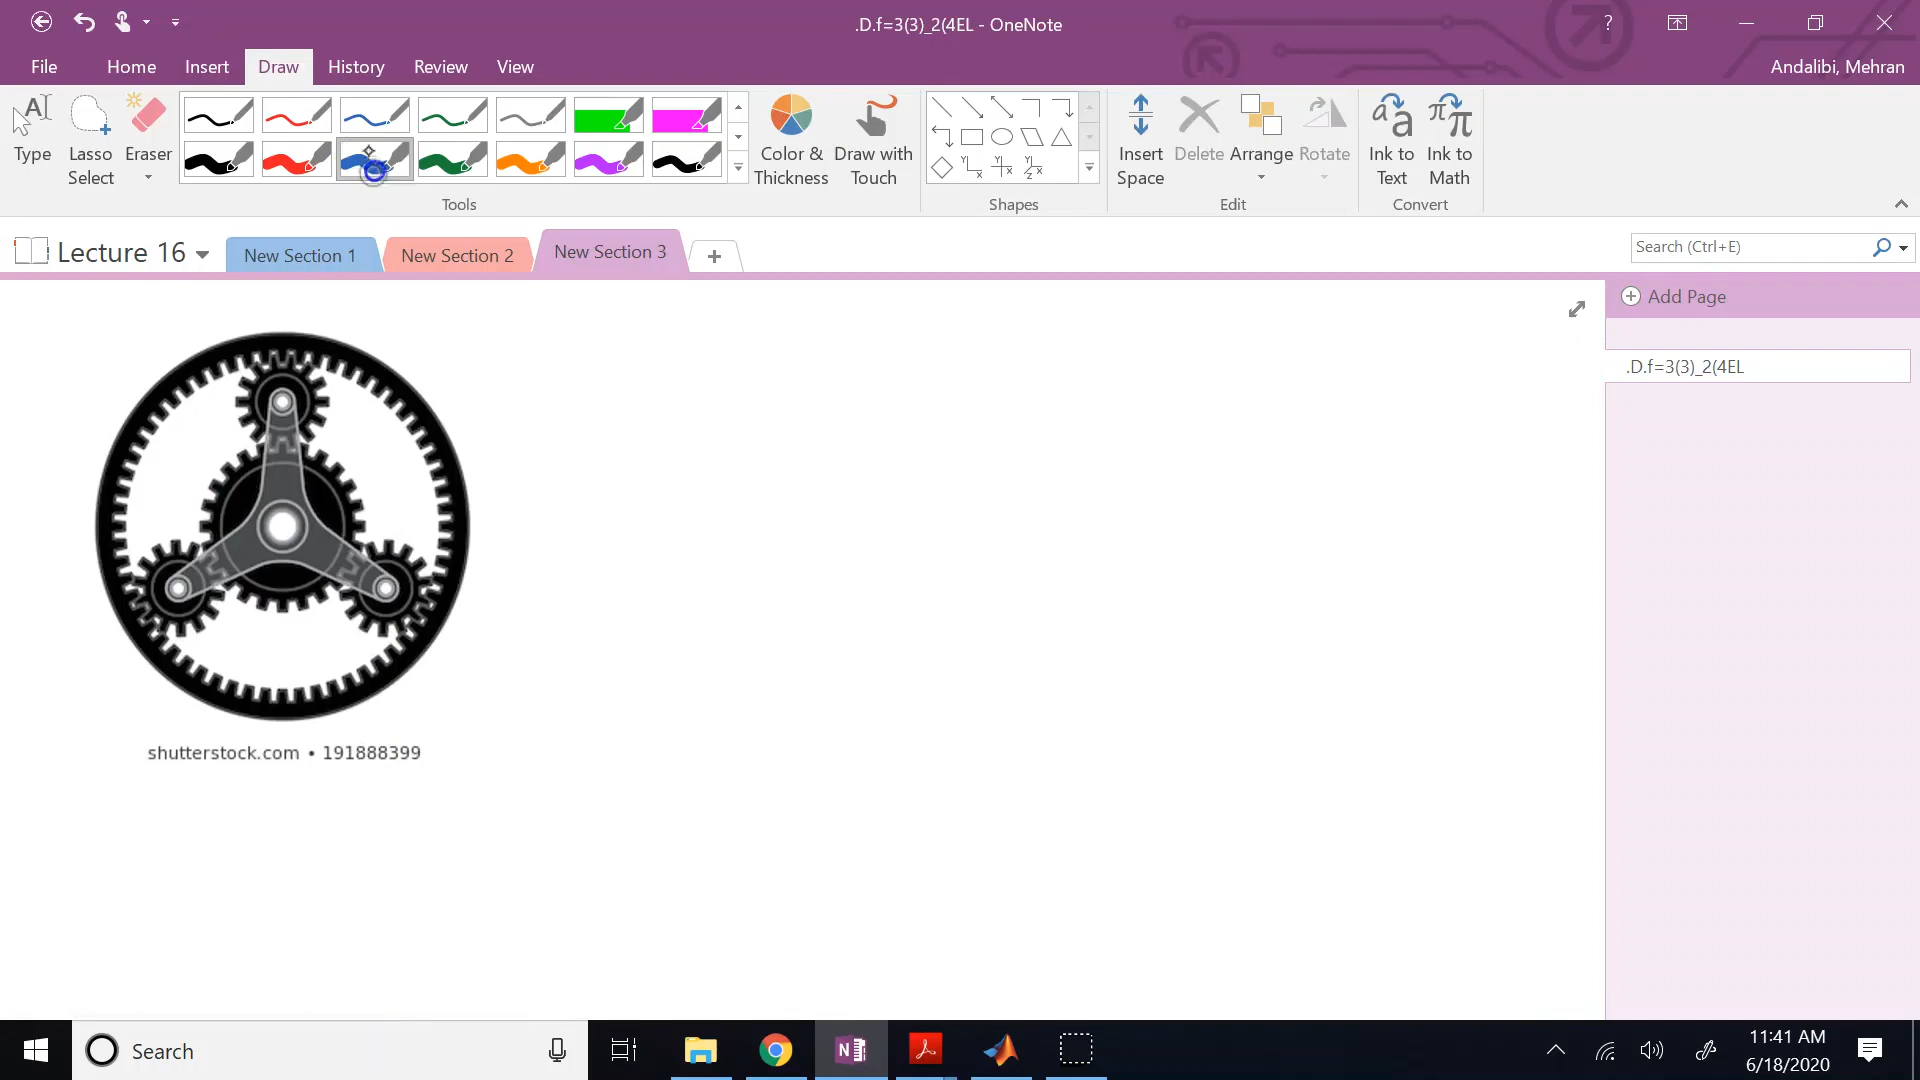 .D.f=3(3)_2(4EL - OneNote
?
File Home Insert Draw History Review View
Andalibi, Mehran
Type Lasso Select Eraser
Color & Thickness Draw with Touch
Insert Space Delete Arrange Rotate
Ink to Text Ink to Math
Tools Shapes Edit Convert
Lecture 16 New Section 1 New Section 2 New Section 3 +
Search (Ctrl+E)
Add Page
.D.f=3(3)_2(4EL
shutterstock.com • 191888399
Search
11:41 AM
6/18/2020